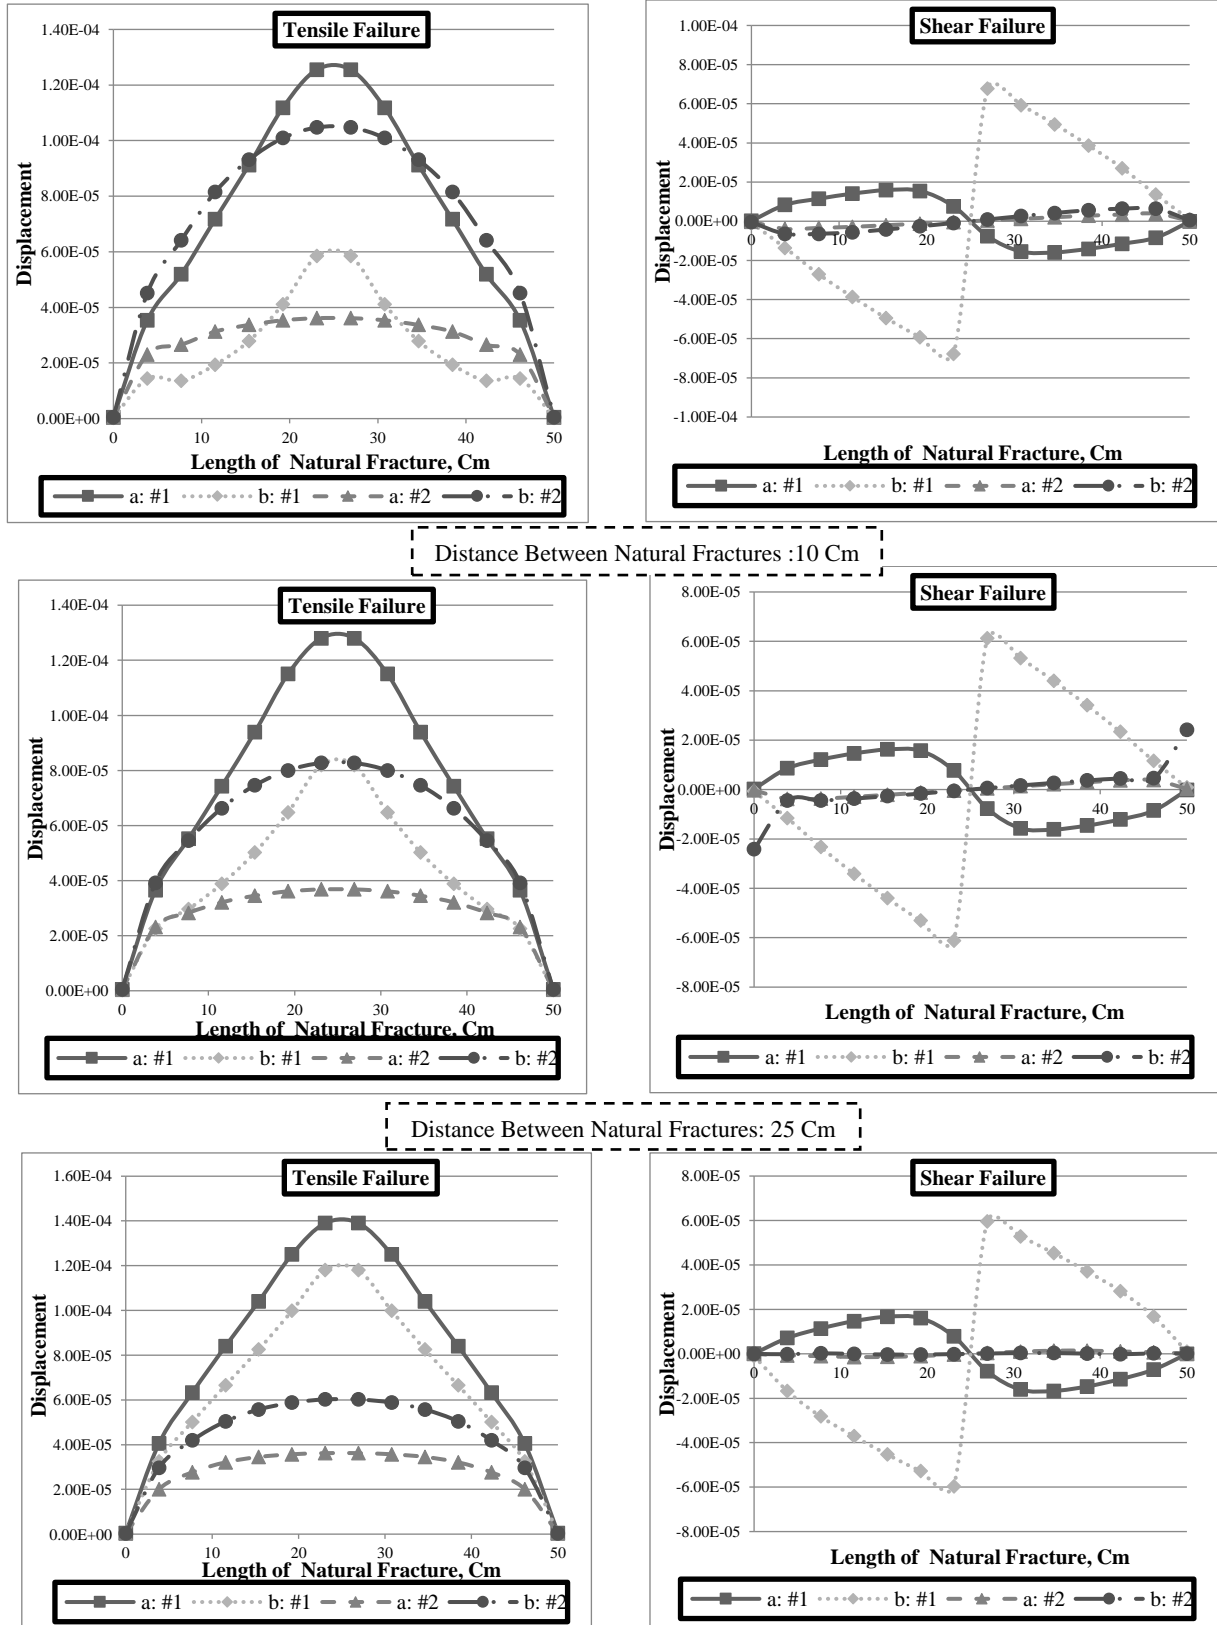 Tensile Failure
1.40E-04
1.20E-04
1.00E-04
8.00E-05
6.00E-05
4.00E-05
2.00E-05
0.00E+00
Displacement
0 10 20 30 40 50
Length of Natural Fracture, Cm
a: #1 b: #1 a: #2 b: #2
Shear Failure
1.00E-04
8.00E-05
6.00E-05
4.00E-05
2.00E-05
0.00E+00
-2.00E-05
-4.00E-05
-6.00E-05
-8.00E-05
-1.00E-04
Displacement
0 10 20 30 40 50
Length of Natural Fracture, Cm
a: #1 b: #1 a: #2 b: #2
Distance Between Natural Fractures :10 Cm
Tensile Failure
1.40E-04
1.20E-04
1.00E-04
8.00E-05
6.00E-05
4.00E-05
2.00E-05
0.00E+00
Displacement
0 10 20 30 40 50
Length of Natural Fracture, Cm
a: #1 b: #1 a: #2 b: #2
Shear Failure
8.00E-05
6.00E-05
4.00E-05
2.00E-05
0.00E+00
-2.00E-05
-4.00E-05
-6.00E-05
-8.00E-05
Displacement
0 10 20 30 40 50
Length of Natural Fracture, Cm
a: #1 b: #1 a: #2 b: #2
Distance Between Natural Fractures: 25 Cm
Tensile Failure
1.60E-04
1.40E-04
1.20E-04
1.00E-04
8.00E-05
6.00E-05
4.00E-05
2.00E-05
0.00E+00
Displacement
0 10 20 30 40 50
Length of Natural Fracture, Cm
a: #1 b: #1 a: #2 b: #2
Shear Failure
8.00E-05
6.00E-05
4.00E-05
2.00E-05
0.00E+00
-2.00E-05
-4.00E-05
-6.00E-05
-8.00E-05
Displacement
0 10 20 30 40 50
Length of Natural Fracture, Cm
a: #1 b: #1 a: #2 b: #2